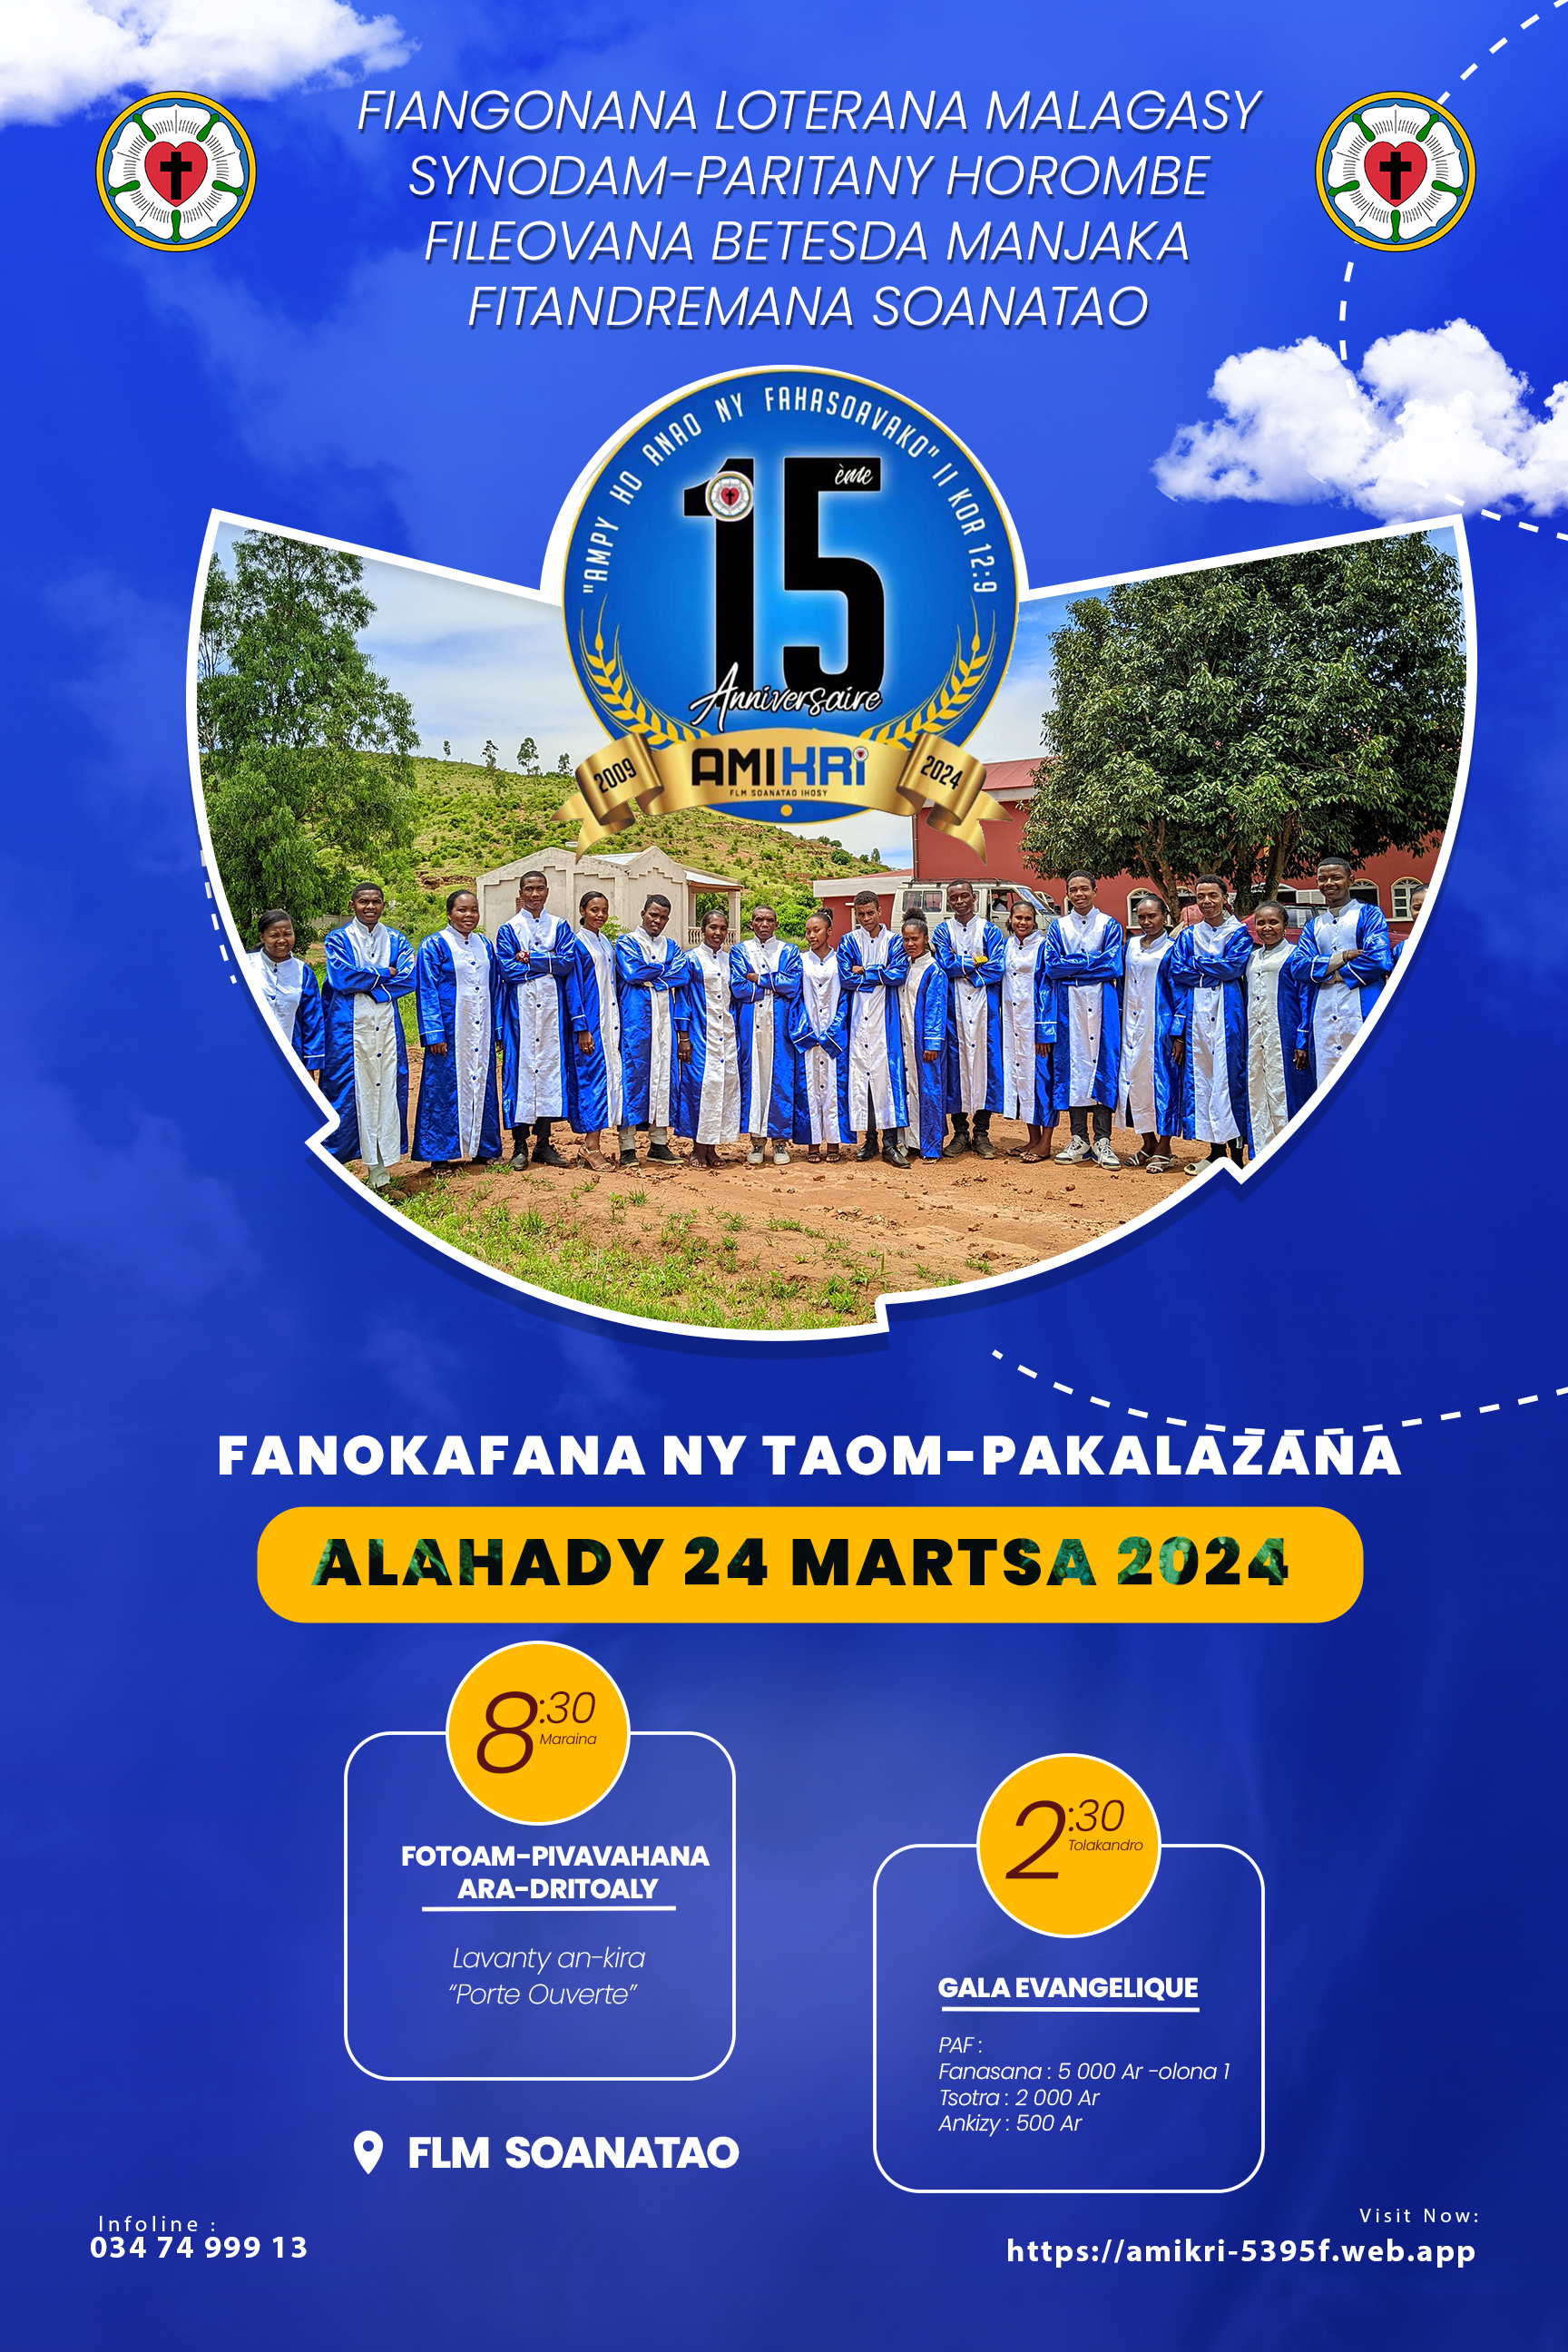 FIANGONANA LOTERANA MALAGASY
SYNODAM-PARITANY HOROMBE
FILEOVANA BETESDA MANJAKA
FITANDREMANA SOANATAO
"AMPY HO ANAO NY FAHASOAVAKO" II KOR 12:9
15 ème
Anniversaire
2009
AMIKRI
2024
FLM SOANATAO IHOSY
FANOKAFANA NY TAOM-PAKALAZANA
ALAHADY 24 MARTSA 2024
8:30
Maraina
FOTOAM-PIVAVAHANA
ARA-DRITOALY
Lavanty an-kira
“Porte Ouverte”
2:30
Tolakandro
GALA EVANGELIQUE
PAF :
Fanasana : 5 000 Ar -olona 1
Tsotra : 2 000 Ar
Ankizy : 500 Ar
FLM SOANATAO
Infoline :
034 74 999 13
Visit Now:
https://amikri-5395f.web.app